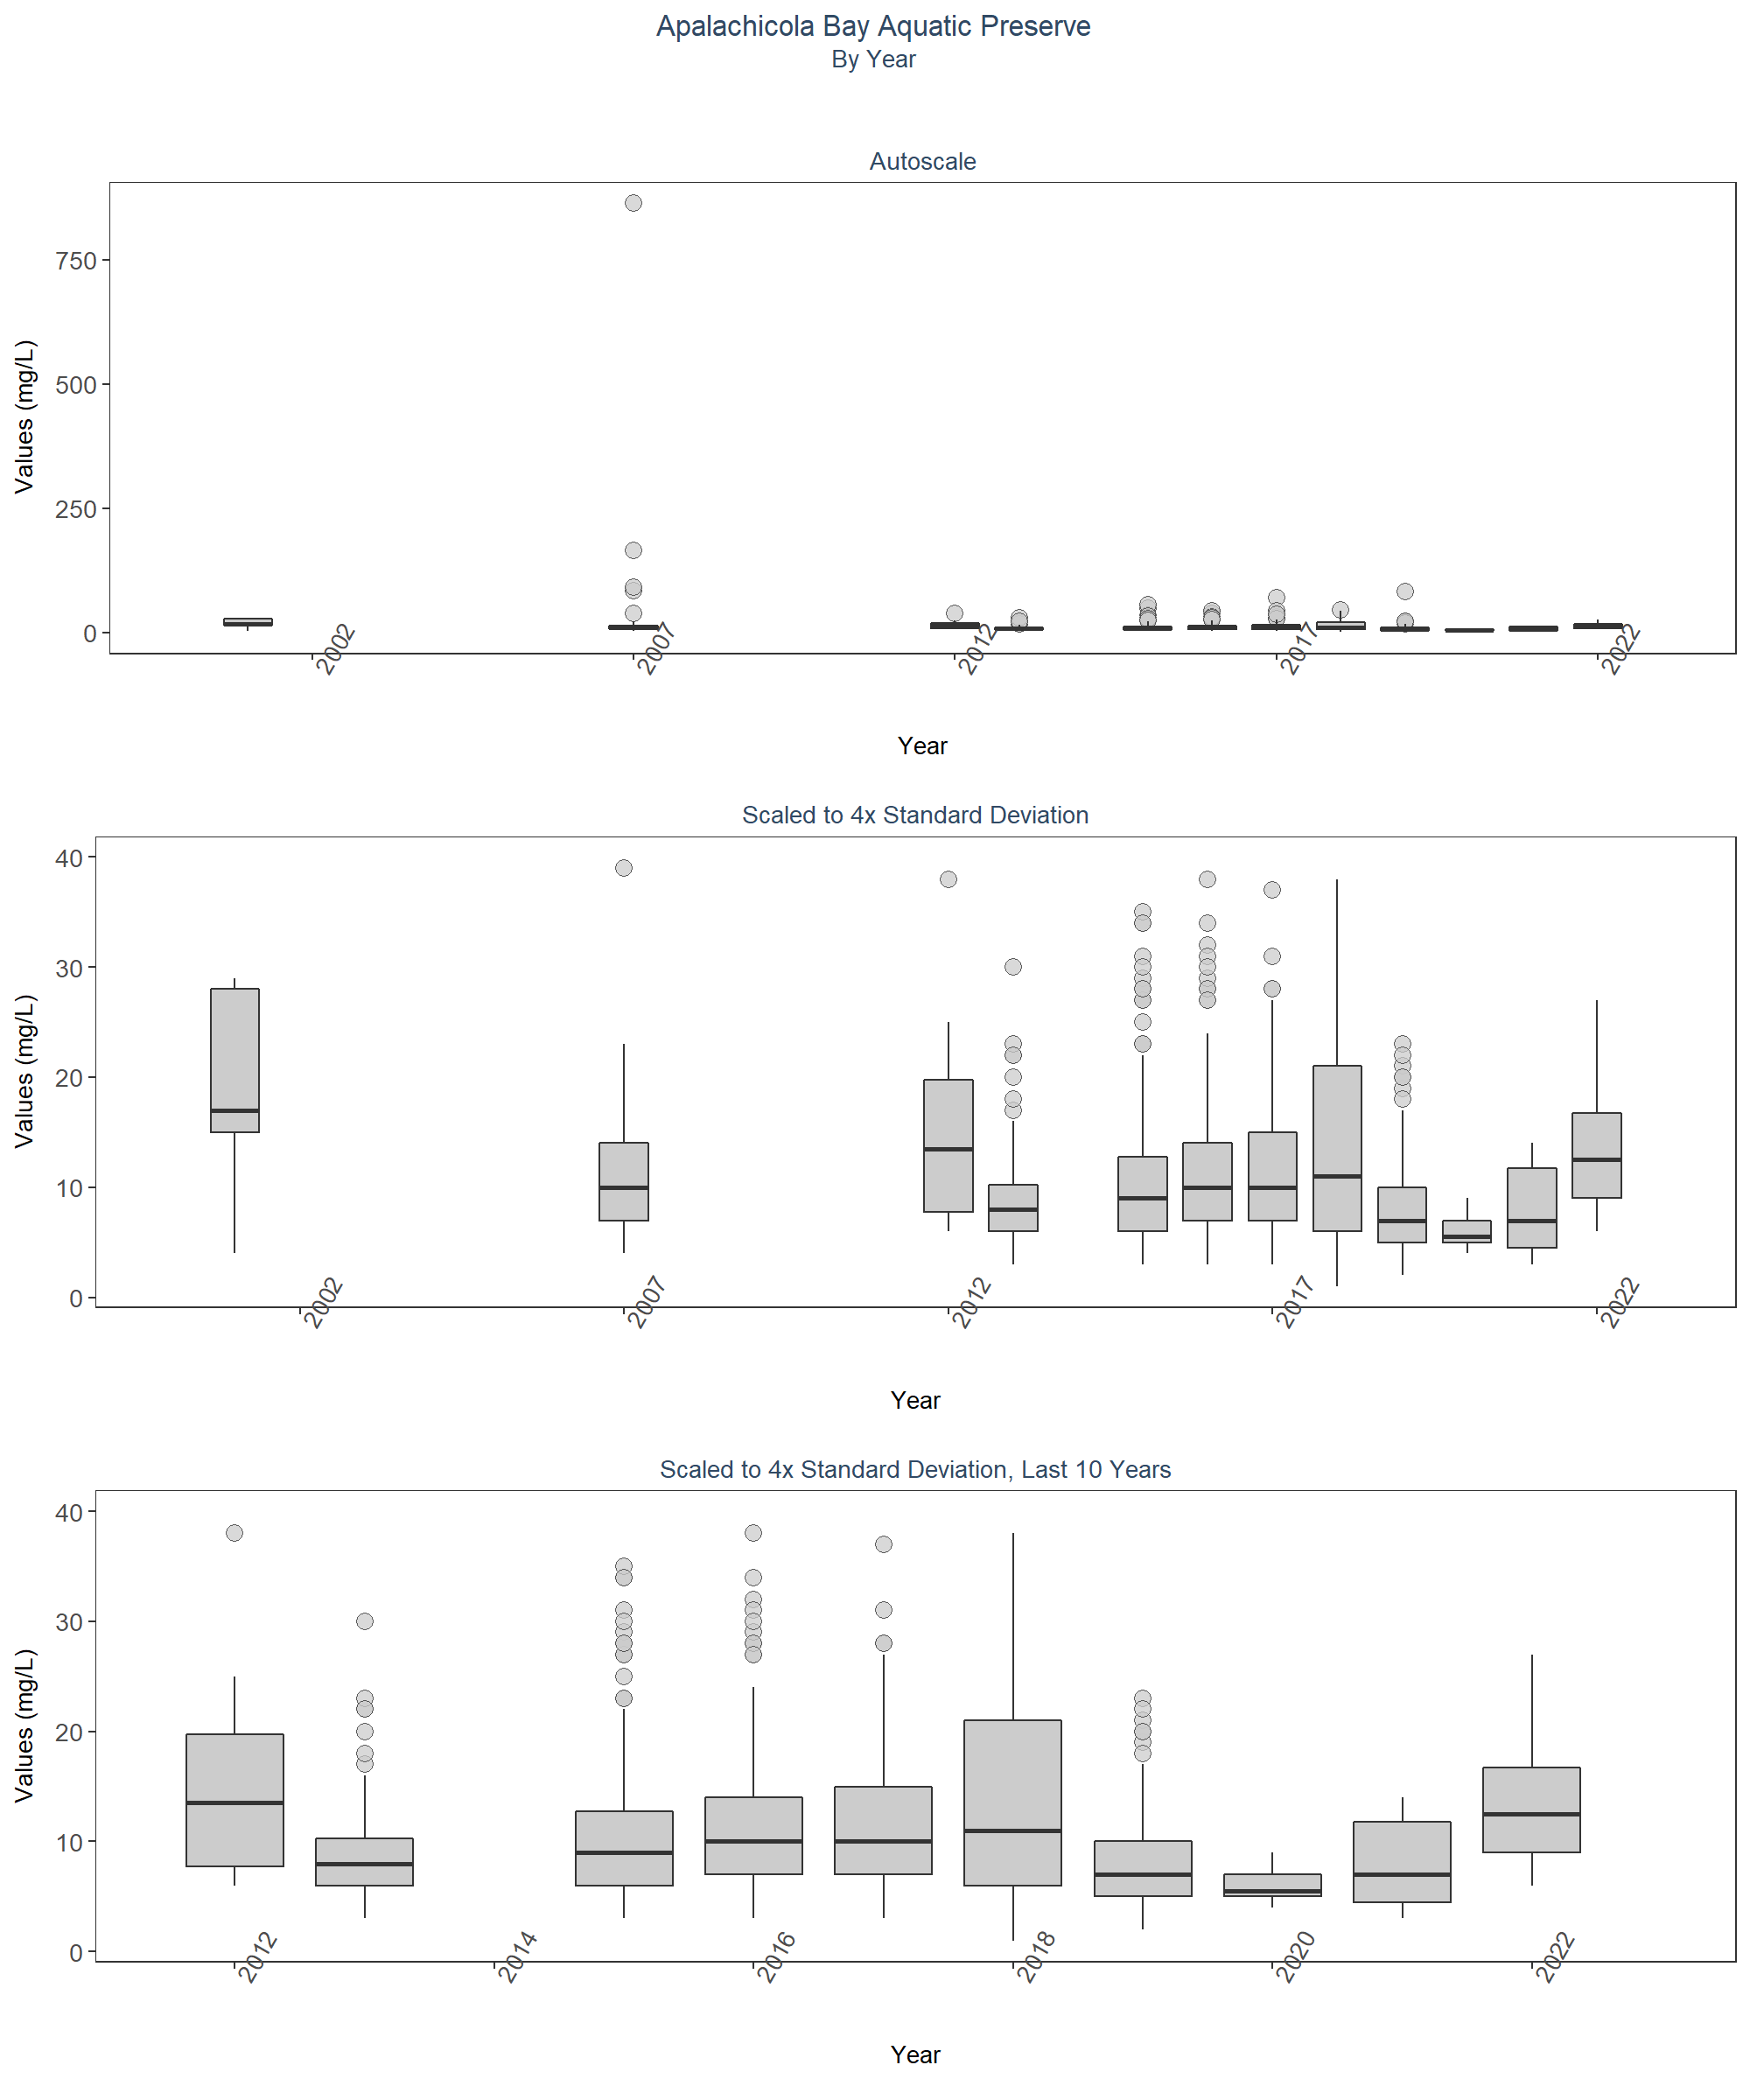 Apalachicola Bay Aquatic Preserve
By Year
Autoscale
Values (mg/L)
750
500
250
0
2002 2007 2012 2017 2022
Year
Scaled to 4x Standard Deviation
Values (mg/L)
40
30
20
10
0
2002 2007 2012 2017 2022
Year
Scaled to 4x Standard Deviation, Last 10 Years
Values (mg/L)
40
30
20
10
0
2012 2014 2016 2018 2020 2022
Year